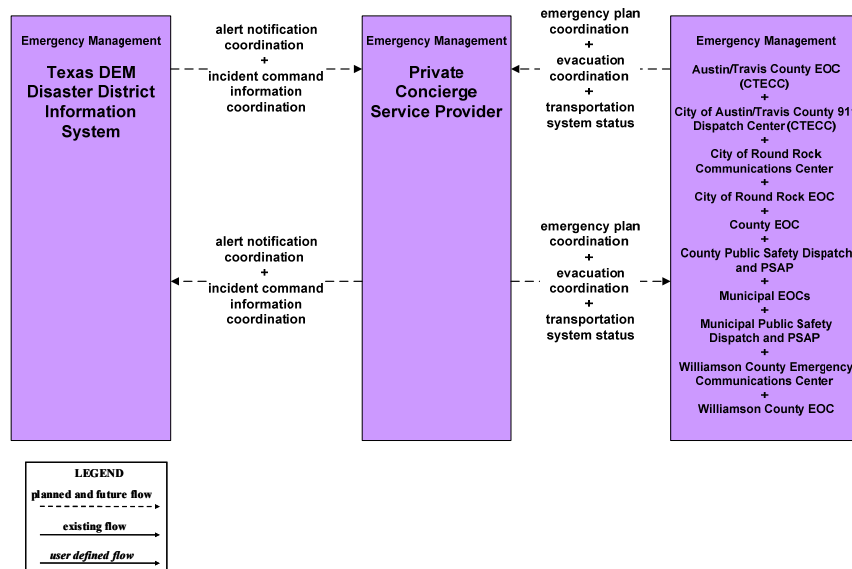 Emergency Management
Texas DEM
Disaster District
Information
System
alert notification
coordination
+
incident command
information
coordination
alert notification
coordination
+
incident command
information
coordination
Emergency Management
Private
Concierge
Service Provider
emergency plan
coordination
+
evacuation
coordination
+
transportation
system status
emergency plan
coordination
+
evacuation
coordination
+
transportation
system status
Emergency Management
Austin/Travis County EOC
(CTECC)
+
City of Austin/Travis County 911
Dispatch Center (CTECC)
+
City of Round Rock
Communications Center
+
City of Round Rock EOC
+
County EOC
+
County Public Safety Dispatch
and PSAP
+
Municipal EOCs
+
Municipal Public Safety
Dispatch and PSAP
+
Williamson County Emergency
Communications Center
+
Williamson County EOC
LEGEND
planned and future flow
existing flow
user defined flow